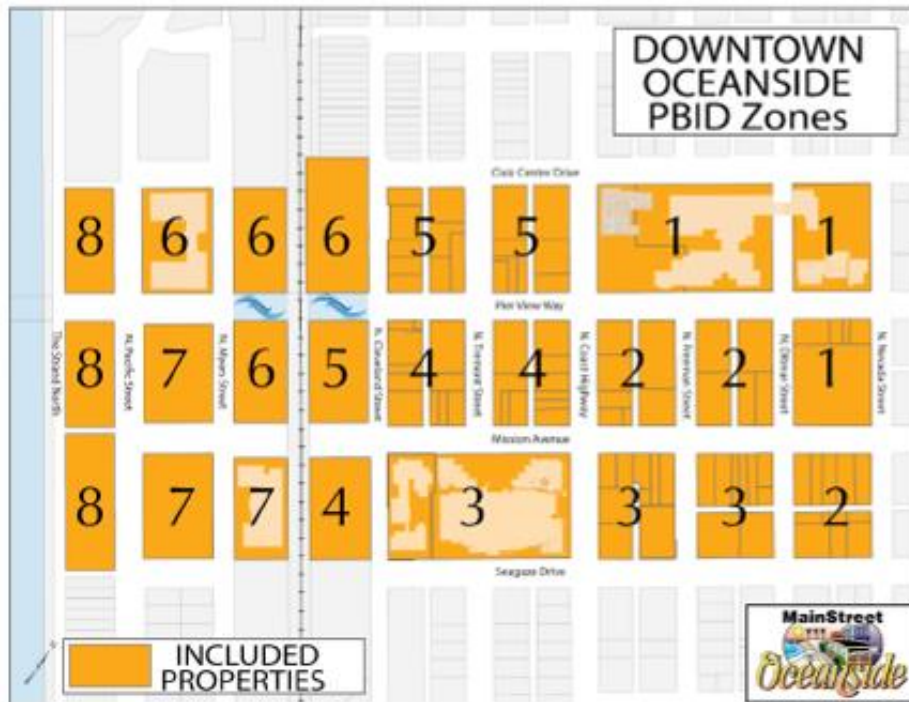 DOWNTOWN
OCEANSIDE
PBID Zones
Civic Center Drive
8 6 6 6 5 5 1 1
Pier View Way
The Strand North
N. Pacific Street
N. Myers Street
N. Cleveland Street
N. Tremont Street
N. Coast Highway
N. Freeman Street
N. Ditmar Street
N. Nevada Street
8 7 6 5 4 4 2 2 1
Mission Avenue
8 7 7 4 3 3 3 2
Seagaze Drive
INCLUDED
PROPERTIES
MainStreet
Oceanside